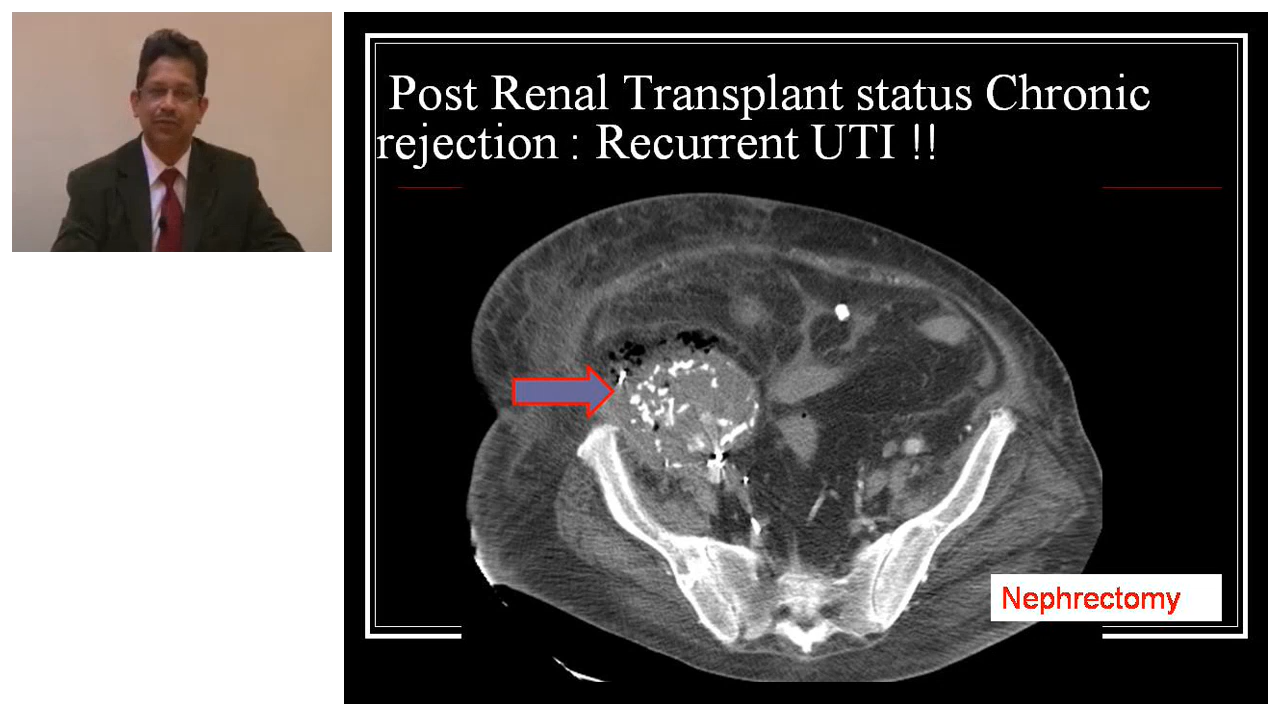 Post Renal Transplant status Chronic
rejection : Recurrent UTI !!
Nephrectomy